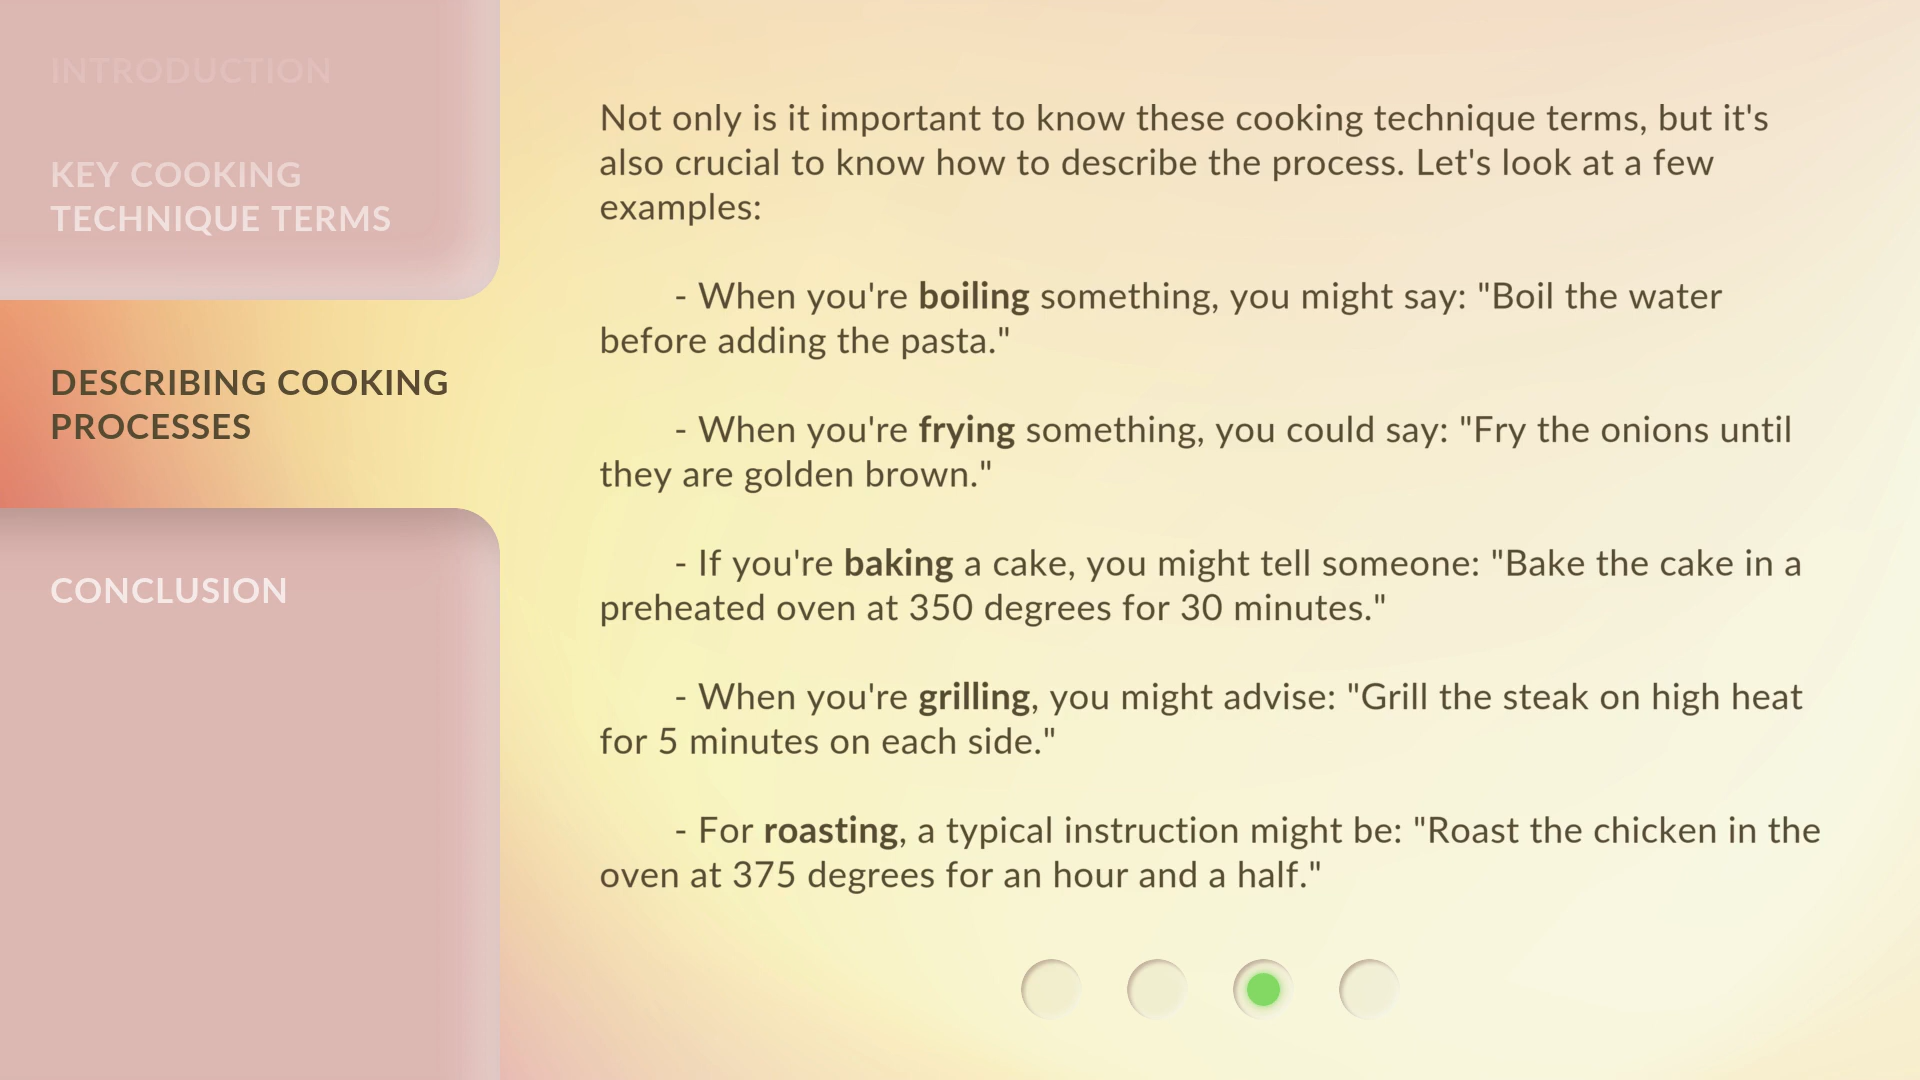 INTRODUCTION
KEY COOKING
TECHNIQUE TERMS
DESCRIBING COOKING
PROCESSES
CONCLUSION
Not only is it important to know these cooking technique terms, but it's
also crucial to know how to describe the process. Let's look at a few
examples:
- When you're boiling something, you might say: "Boil the water
before adding the pasta."
- When you're frying something, you could say: "Fry the onions until
they are golden brown."
- If you're baking a cake, you might tell someone: "Bake the cake in a
preheated oven at 350 degrees for 30 minutes."
- When you're grilling, you might advise: "Grill the steak on high heat
for 5 minutes on each side."
- For roasting, a typical instruction might be: "Roast the chicken in the
oven at 375 degrees for an hour and a half."